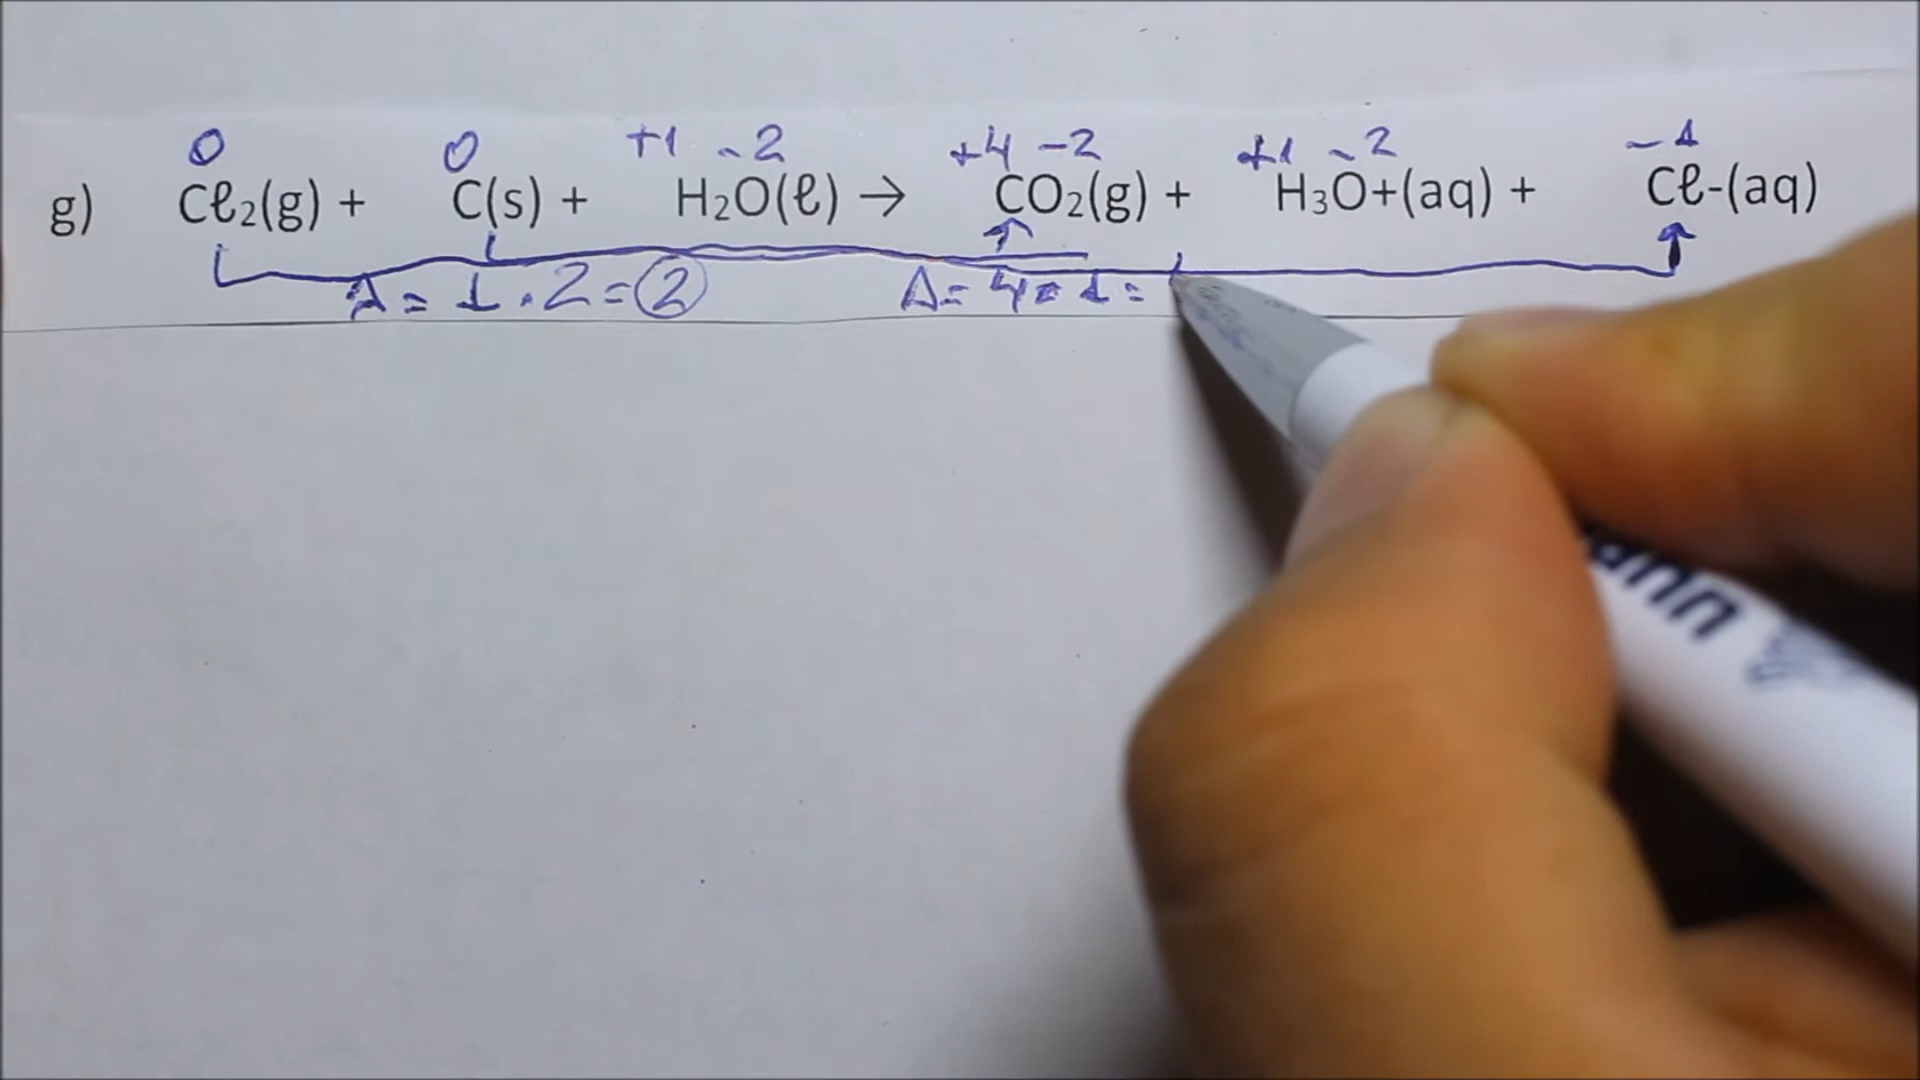 0 0 +1 -2 +4 -2 +1 -2 -1
g) Cℓ₂(g) + C(s) + H₂O(ℓ) → CO₂(g) + H₃O+(aq) + Cℓ-(aq)
Δ= 1 . 2 = 2 Δ= 4 . 1 =